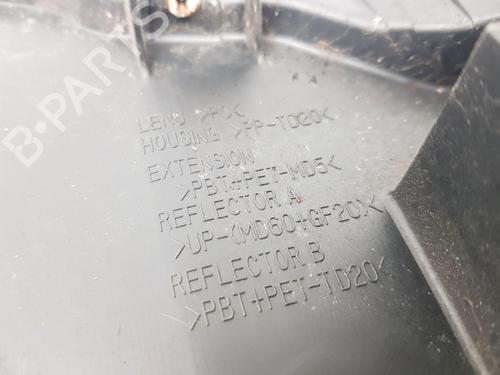 B-PARTS
LENS >PC<
HOUSING >PP-TD20<
EXTENSION
>PBT+PET-MD5<
REFLECTOR A
>UP-(MD60+GF20)<
REFLECTOR B
>PBT+PET-TD20<